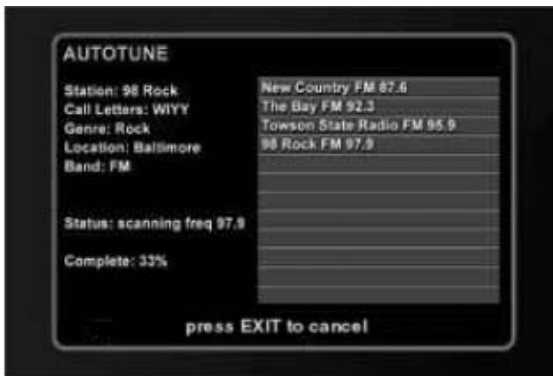 AUTOTUNE
Station: 98 Rock
Call Letters: WIYY
Genre: Rock
Location: Baltimore
Band: FM
Status: scanning freq 97.9
Complete: 33%
New Country FM 87.6
The Bay FM 92.3
Towson State Radio FM 95.9
98 Rock FM 97.9
press EXIT to cancel